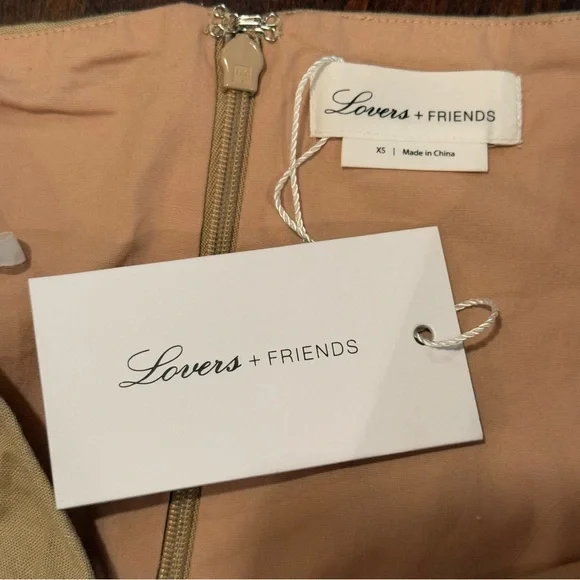 Lovers + FRIENDS
XS | Made in China
Lovers + FRIENDS